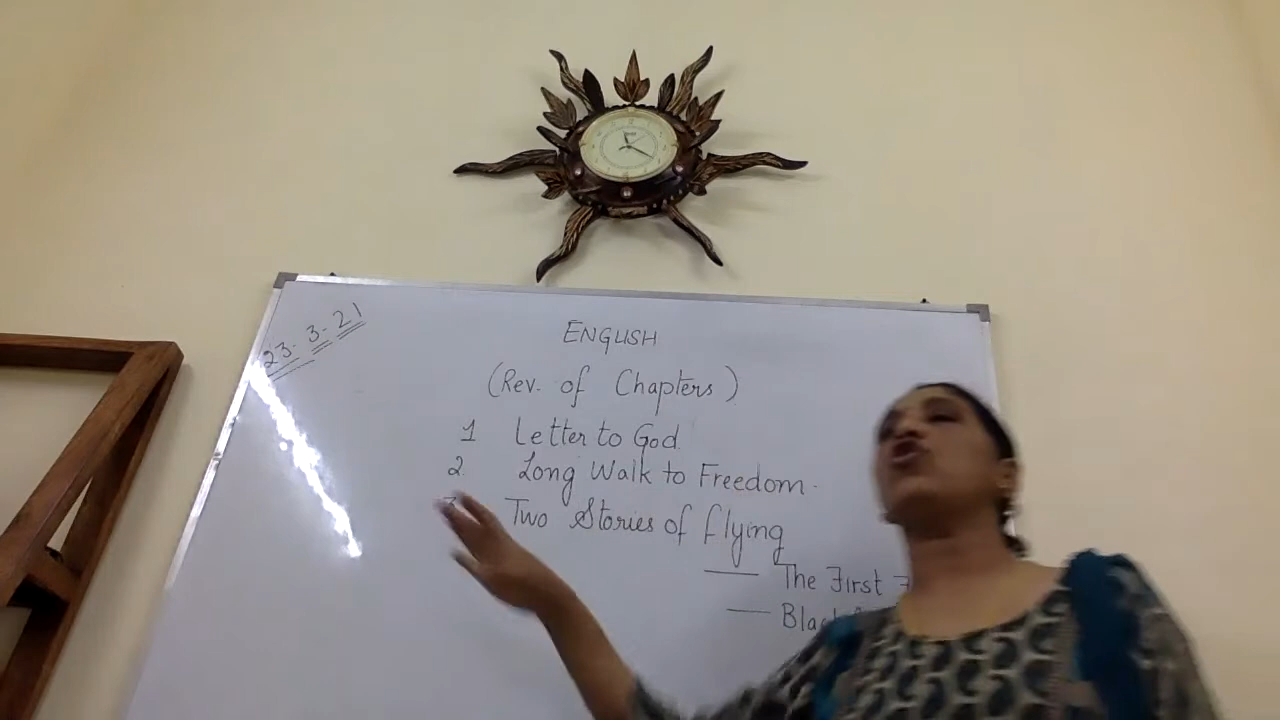 23.3.21
ENGLISH
(Rev. of Chapters)
1 Letter to God
2 Long Walk to Freedom.
Two Stories of flying
— The First
—